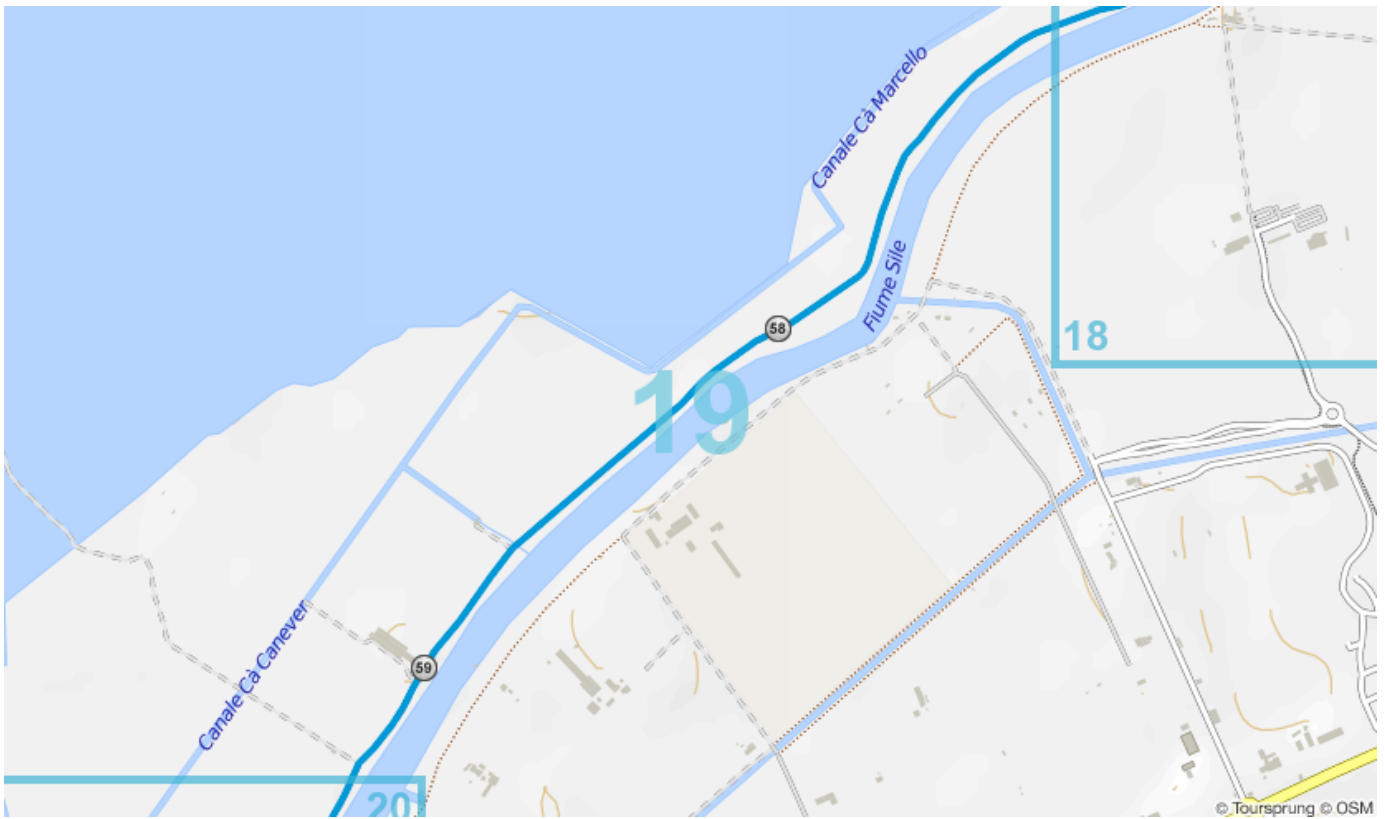 Canale Cà Marcello
Fiume Sile
58
18
19
59
Canale Cà Canever
20
© Toursprung © OSM